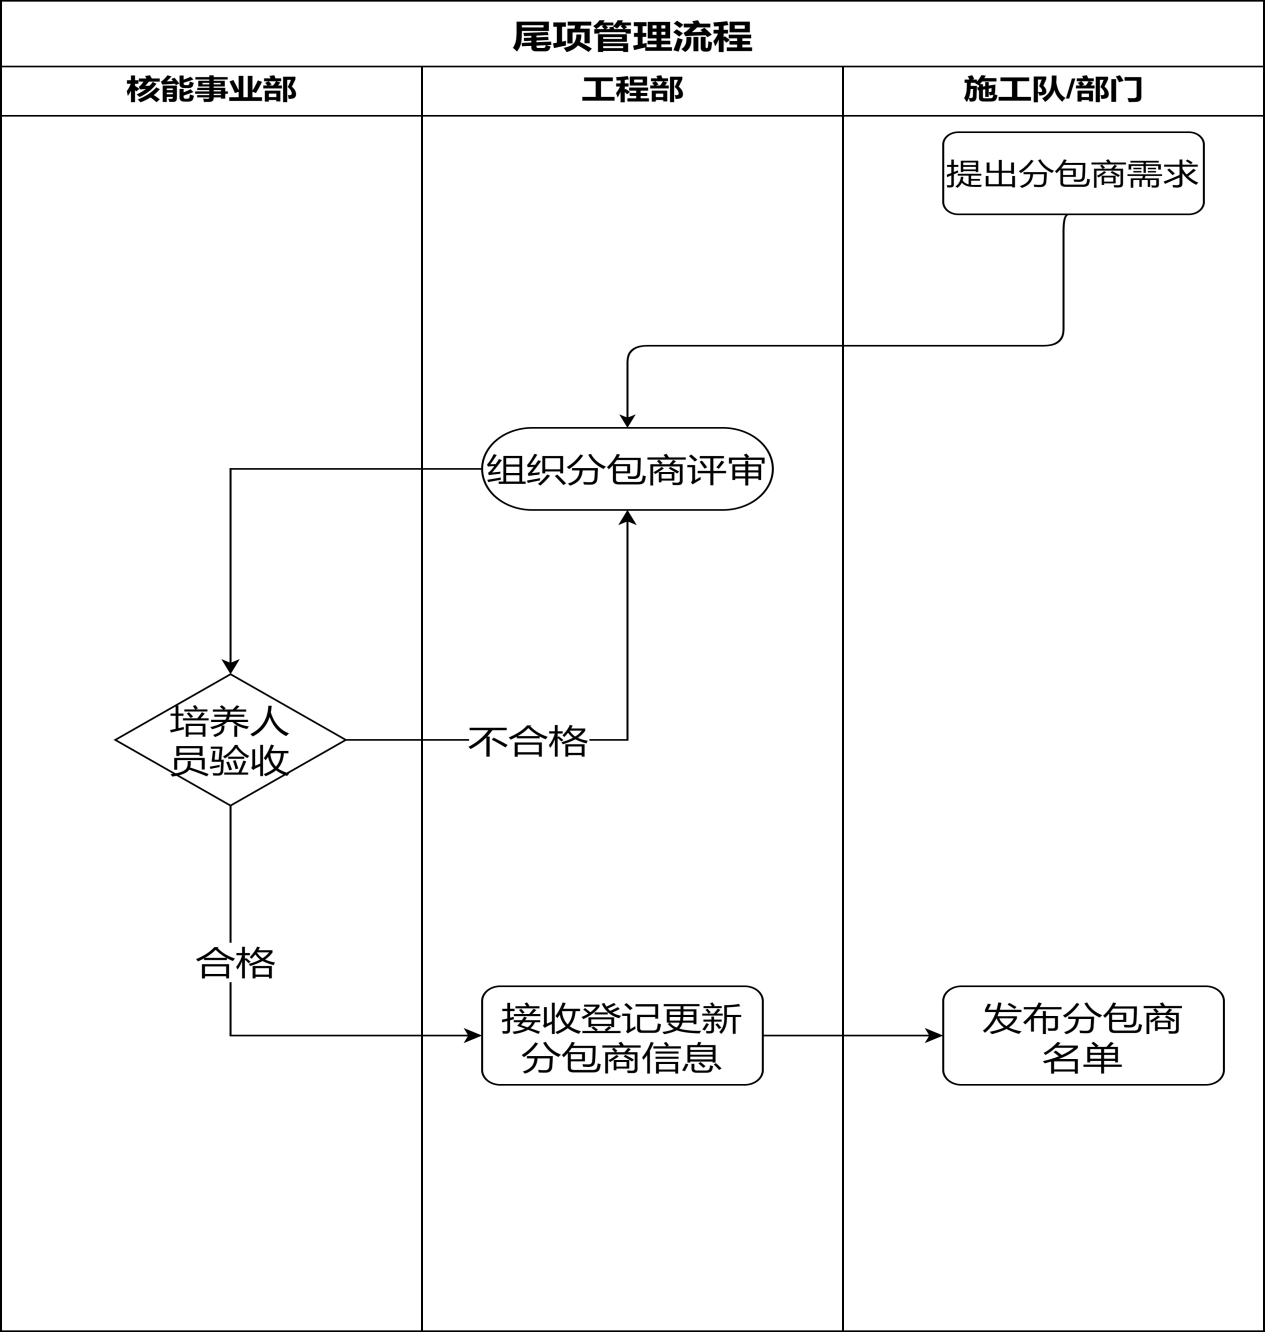 尾项管理流程
核能事业部
工程部
施工队/部门
提出分包商需求
组织分包商评审
培养人
员验收
不合格
合格
接收登记更新
分包商信息
发布分包商
名单